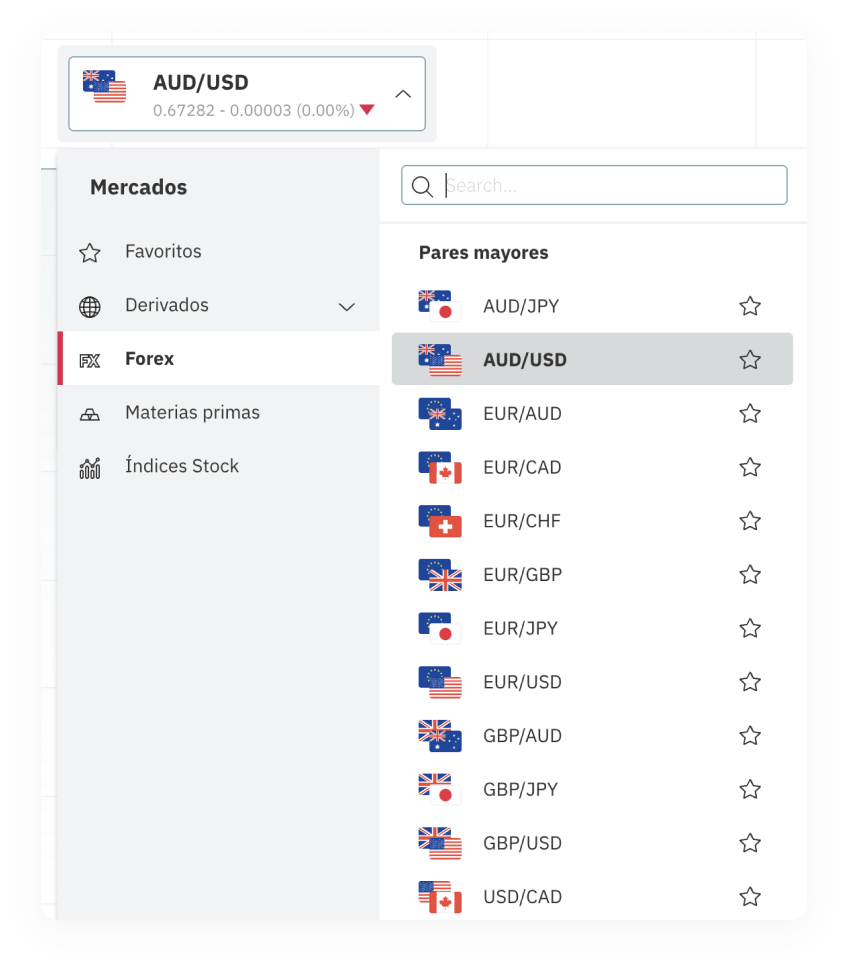 AUD/USD
0.67282 - 0.00003 (0.00%)
Mercados
Favoritos
Derivados
FX Forex
Materias primas
Índices Stock
Search...
Pares mayores
AUD/JPY
AUD/USD
EUR/AUD
EUR/CAD
EUR/CHF
EUR/GBP
EUR/JPY
EUR/USD
GBP/AUD
GBP/JPY
GBP/USD
USD/CAD